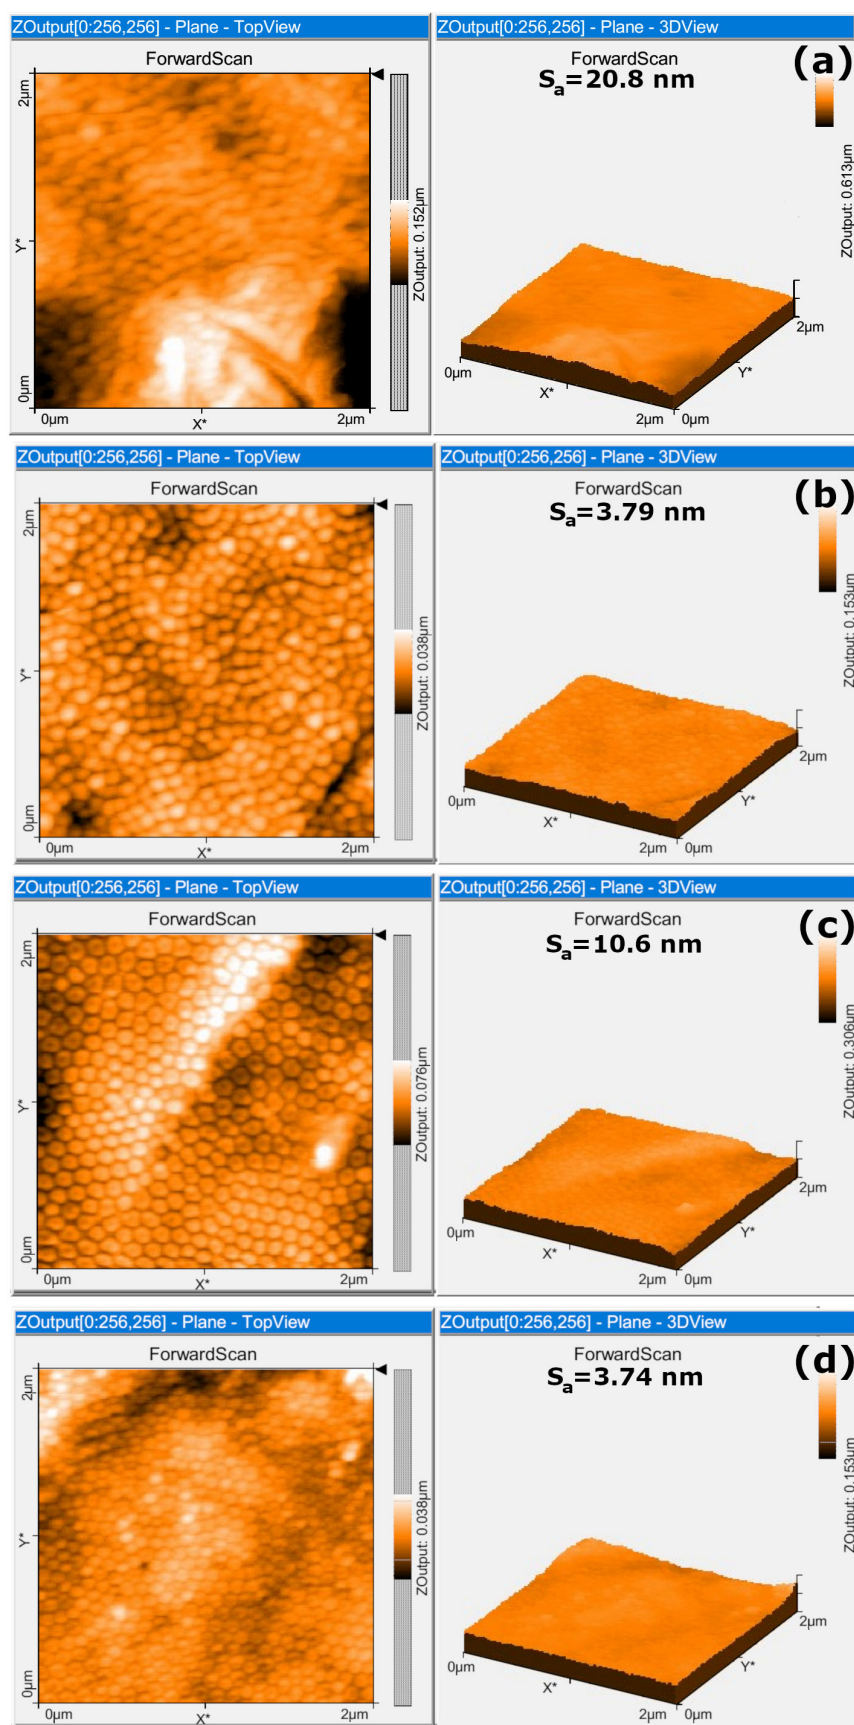 ZOutput[0:256,256] - Plane - TopView
ForwardScan
2µm
Y*
0µm
0µm
X*
2µm
ZOutput: 0.152µm
ZOutput[0:256,256] - Plane - 3DView
(a)
ForwardScan
Sa=20.8 nm
ZOutput: 0.613µm
2µm
Y*
0µm
X*
2µm
0µm
ZOutput[0:256,256] - Plane - TopView
ForwardScan
2µm
Y*
0µm
0µm
X*
2µm
ZOutput: 0.038µm
ZOutput[0:256,256] - Plane - 3DView
(b)
ForwardScan
Sa=3.79 nm
ZOutput: 0.153µm
2µm
Y*
0µm
X*
2µm
0µm
ZOutput[0:256,256] - Plane - TopView
ForwardScan
2µm
Y*
0µm
0µm
X*
2µm
ZOutput: 0.076µm
ZOutput[0:256,256] - Plane - 3DView
(c)
ForwardScan
Sa=10.6 nm
ZOutput: 0.306µm
2µm
Y*
0µm
X*
2µm
0µm
ZOutput[0:256,256] - Plane - TopView
ForwardScan
2µm
Y*
0µm
0µm
X*
2µm
ZOutput: 0.038µm
ZOutput[0:256,256] - Plane - 3DView
(d)
ForwardScan
Sa=3.74 nm
ZOutput: 0.153µm
2µm
Y*
0µm
X*
2µm
0µm